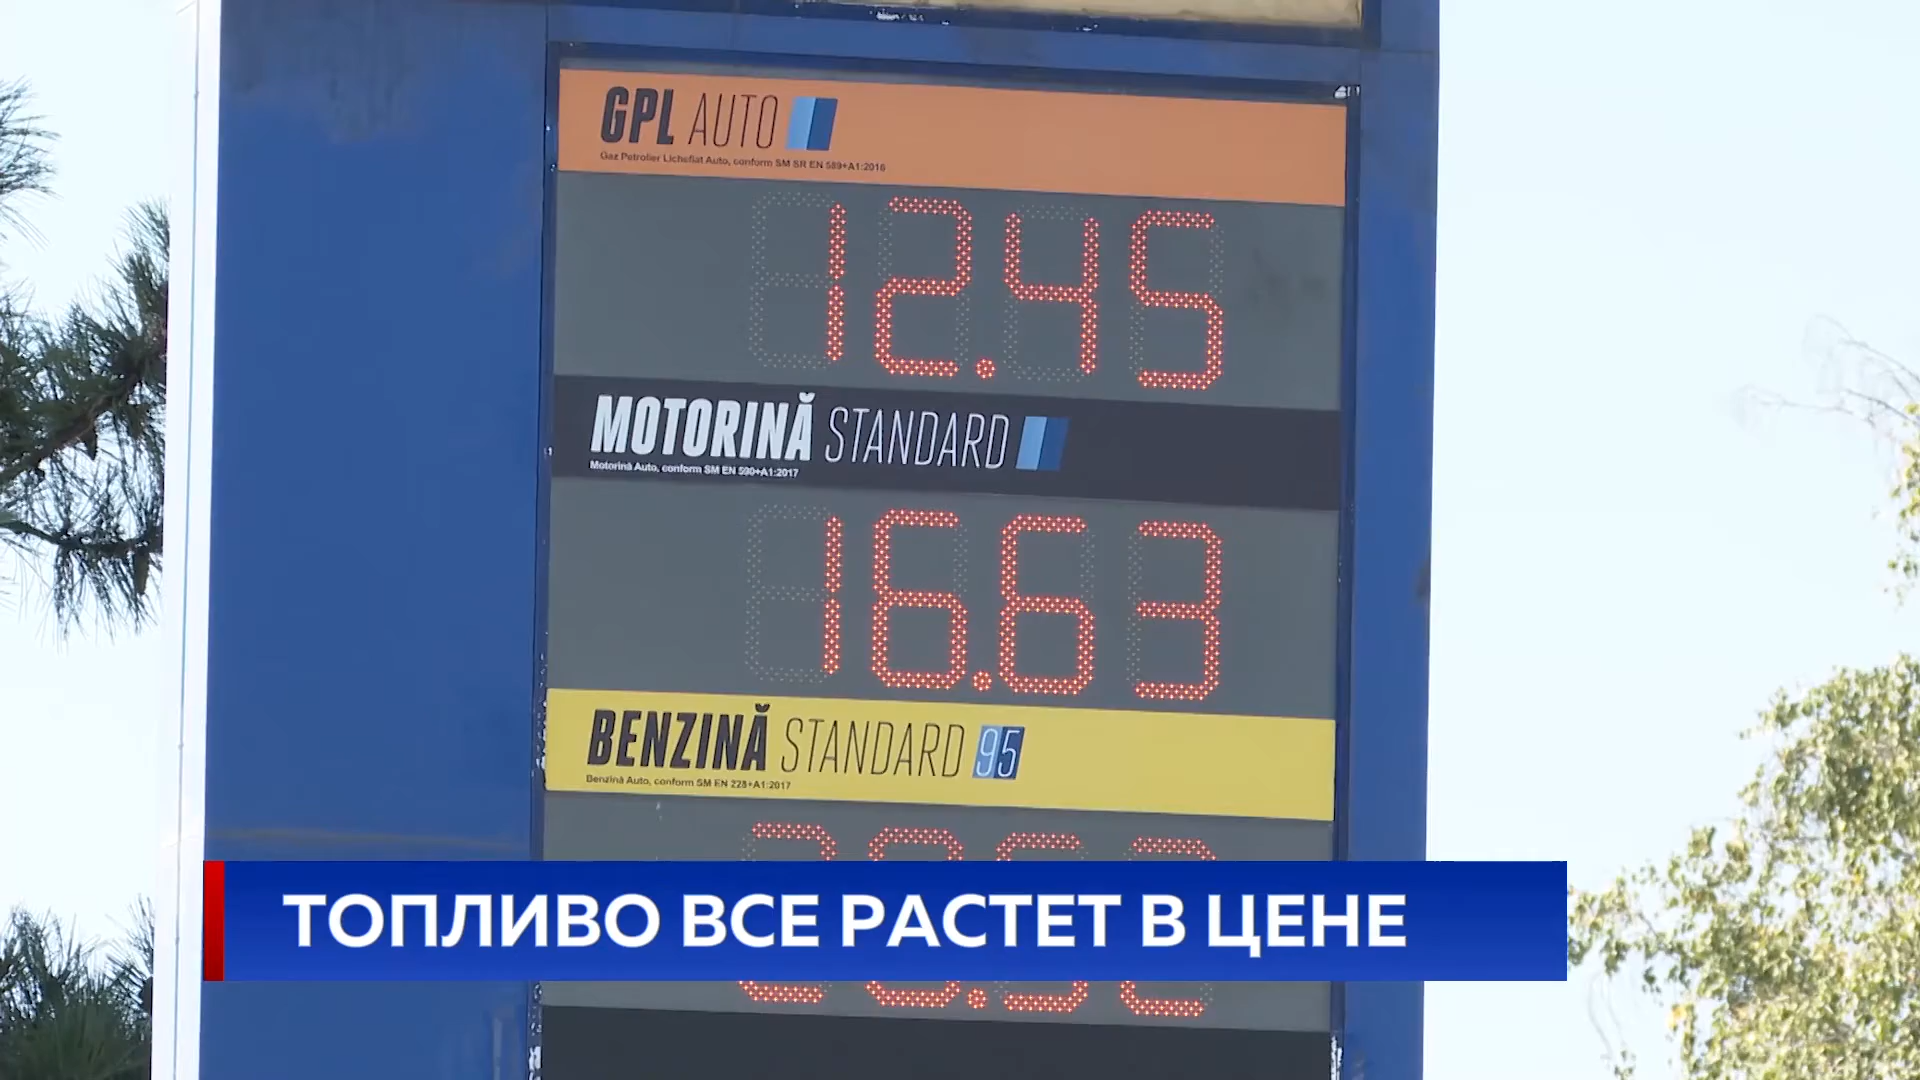 GPL AUTO
Gaz Petrolier Lichefiat Auto, conform SM SR EN 589+A1:2016
12.45
MOTORINĂ STANDARD
Motorină Auto, conform SM EN 590+A1:2017
16.63
BENZINĂ STANDARD 95
Benzină Auto, conform SM EN 228+A1:2017
ТОПЛИВО ВСЕ РАСТЕТ В ЦЕНЕ